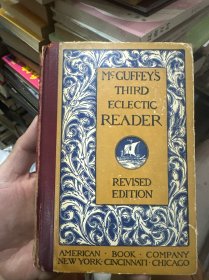 McGUFFEY'S
THIRD
ECLECTIC
READER
REVISED
EDITION
AMERICAN · BOOK · COMPANY
NEW YORK · CINCINNATI · CHICAGO